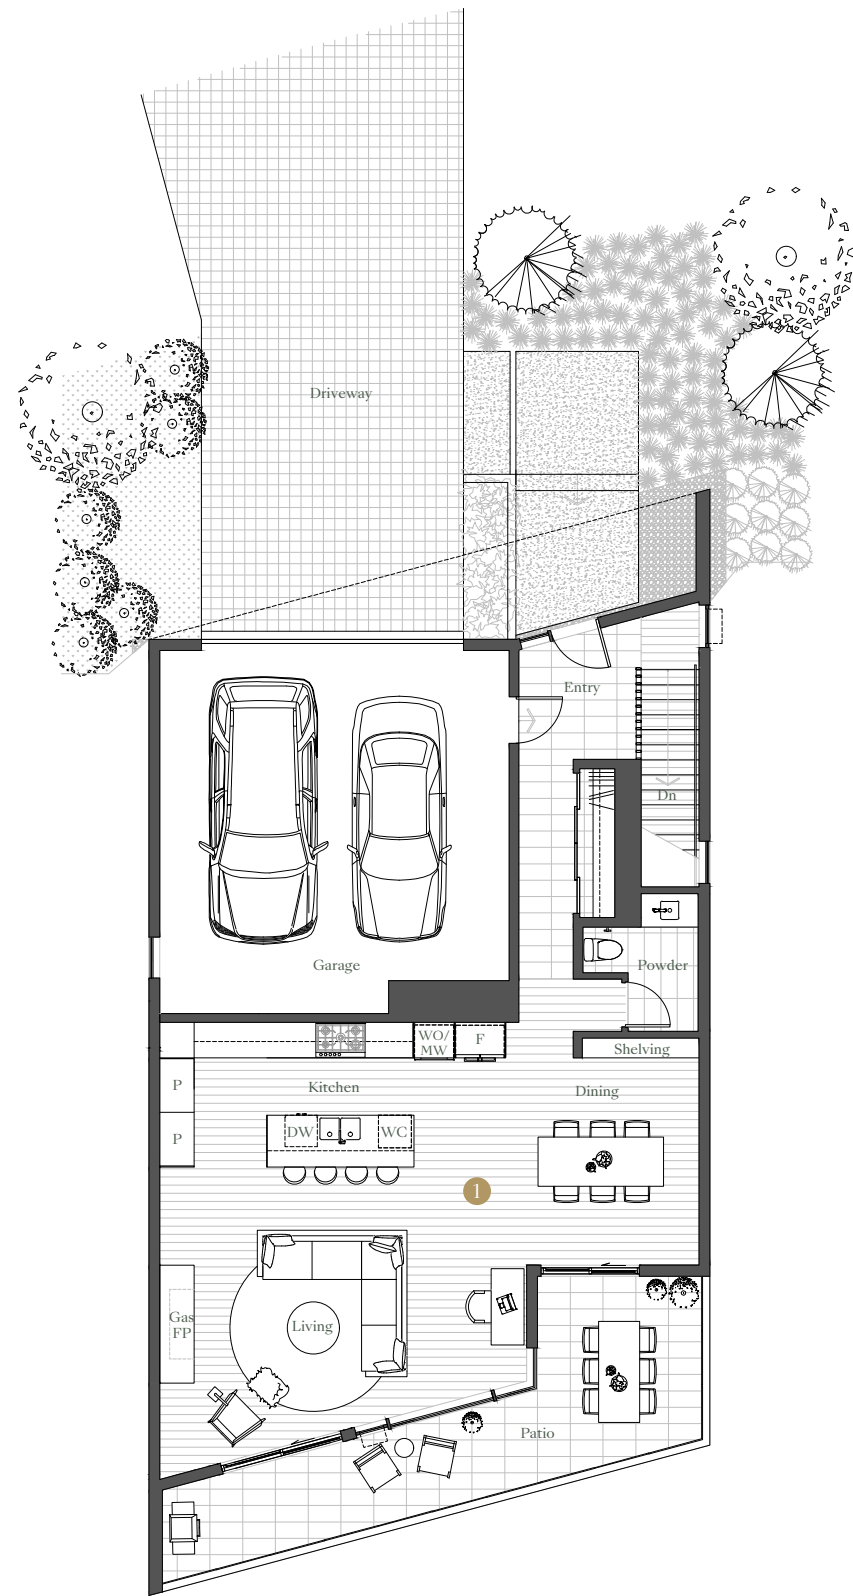 Driveway
Entry
Dn
Garage
Powder
WO/
MW
F
Shelving
P
Kitchen
Dining
DW
WC
P
1
Gas
FP
Living
Patio